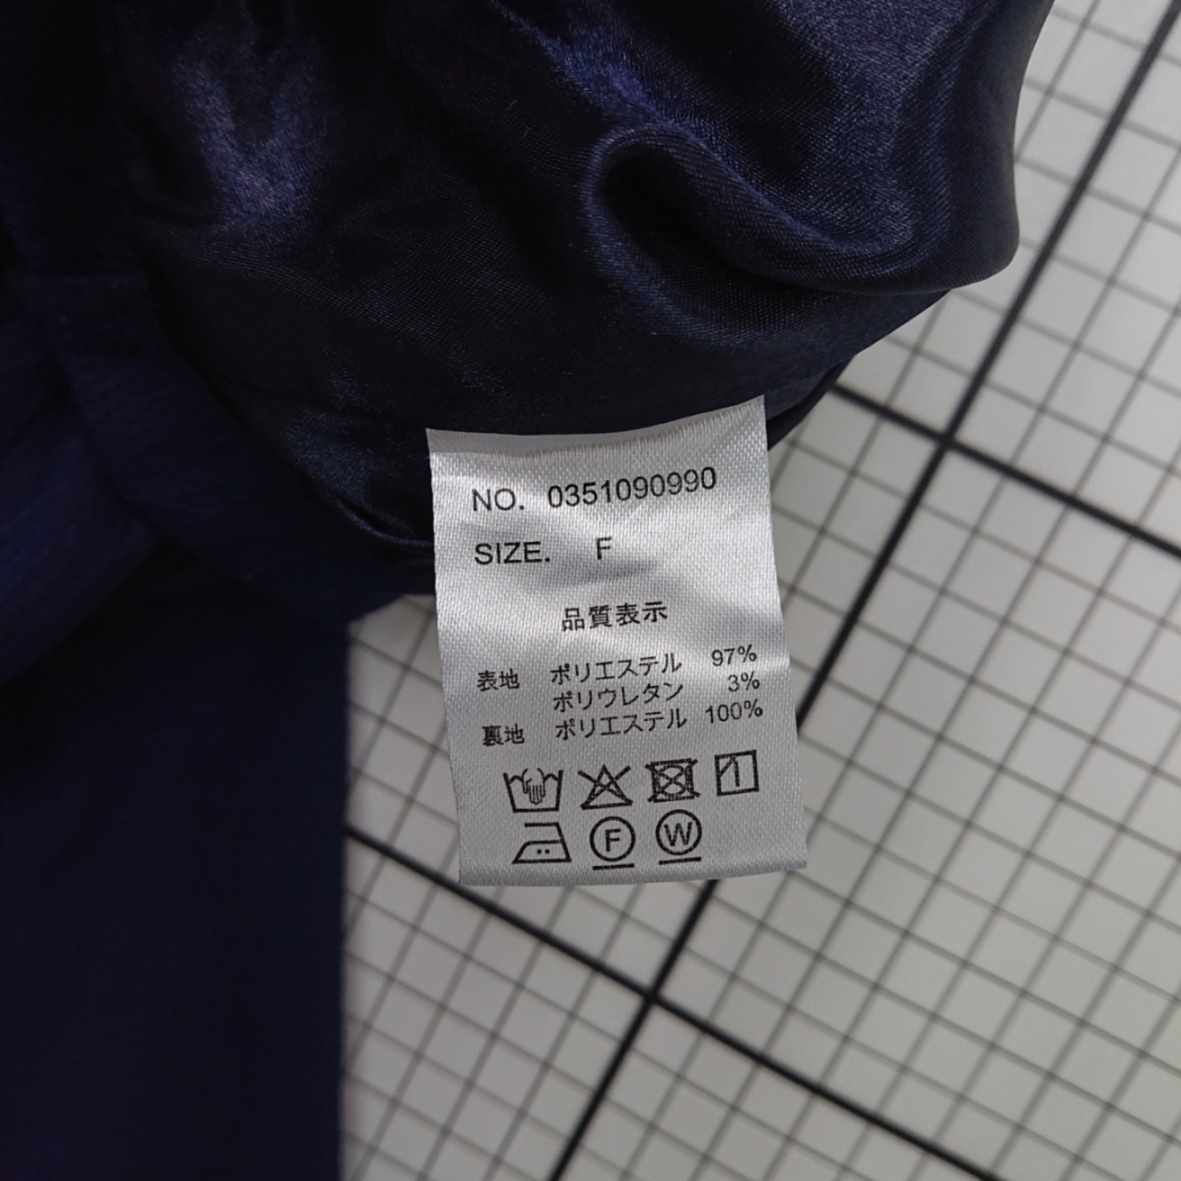 NO. 0351090990
SIZE. F
品質表示
表地 ポリエステル 97%
ポリウレタン 3%
裏地 ポリエステル 100%
F W